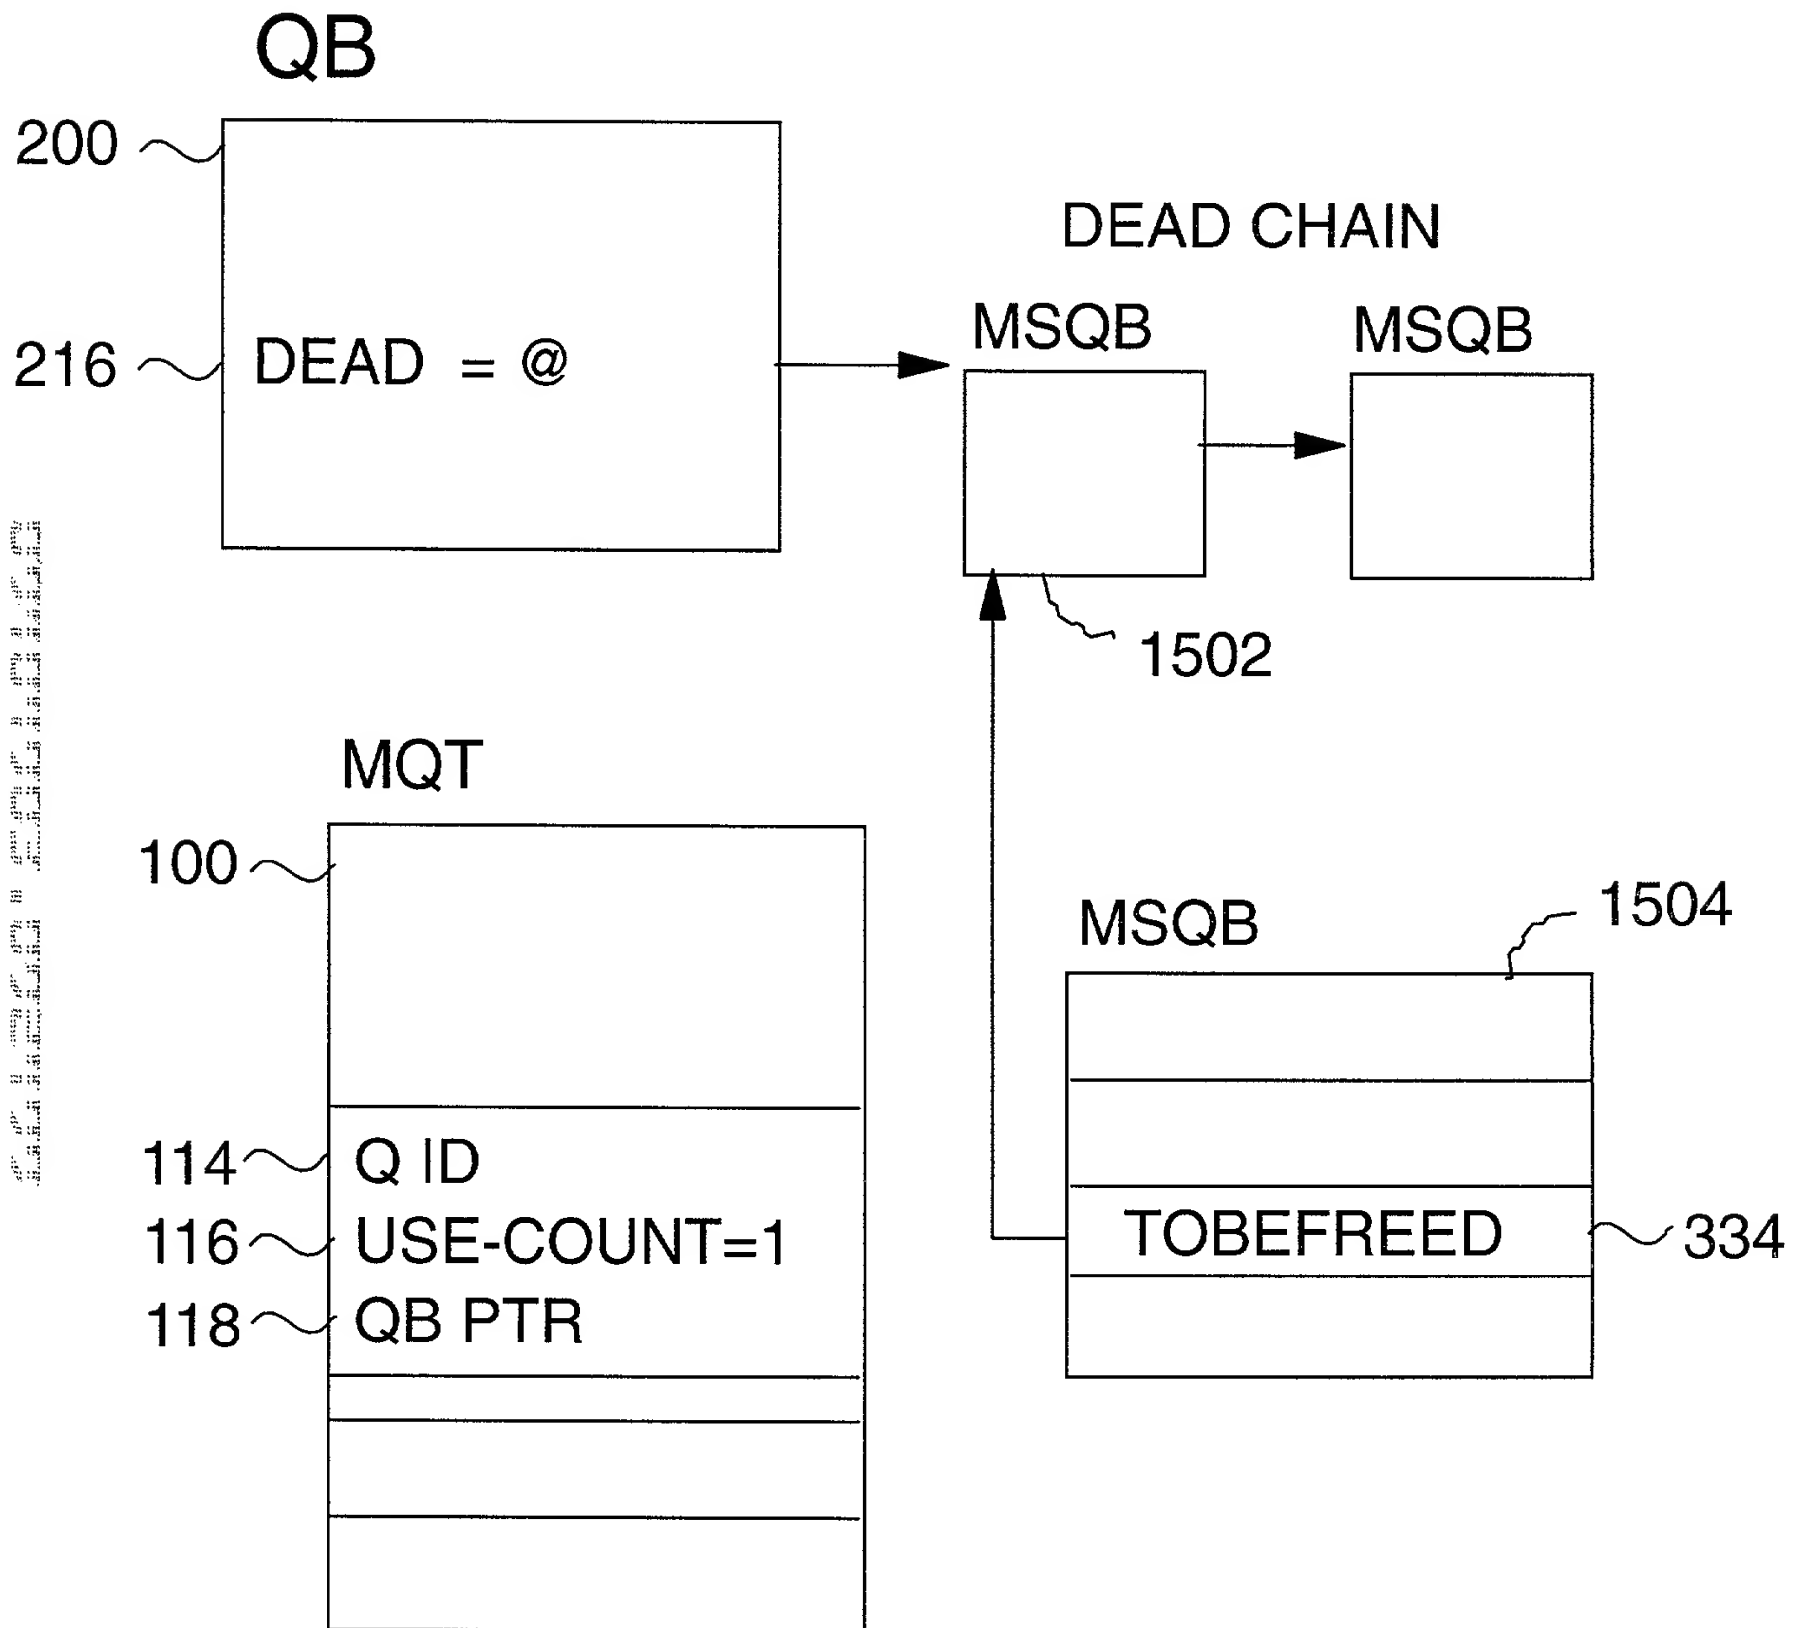 QB
200
DEAD CHAIN
MSQB
MSQB
216
DEAD = @
1502
MQT
100
1504
MSQB
114
Q ID
116
USE-COUNT=1
TOBEFREED
334
118
QB PTR